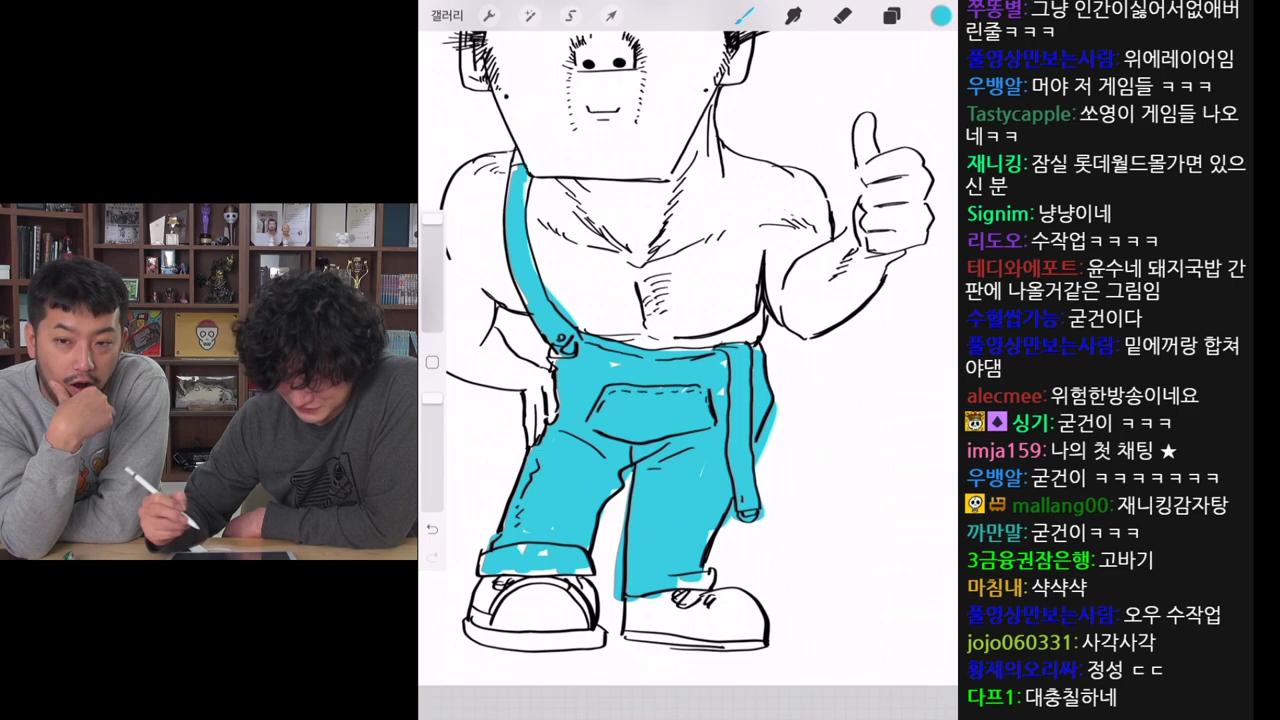 갤러리
쭈똥별: 그냥 인간이싫어서없애버
린줄ㅋㅋㅋ
풀영상만보는사람: 위에레이어임
우뱅알: 머야 저 게임들 ㅋㅋㅋ
Tastycapple: 쏘영이 게임들 나오
네ㅋㅋ
재니킹: 잠실 롯데월드몰가면 있으
신 분
Signim: 냥냥이네
리도오: 수작업ㅋㅋㅋㅋ
테디와에포트: 윤수네 돼지국밥 간
판에 나올거같은 그림임
수혈쌉가능: 굳건이다
풀영상만보는사람: 밑에꺼랑 합쳐
야댐
alecmee: 위험한방송이네요
싱기: 굳건이 ㅋㅋㅋ
imja159: 나의 첫 채팅 ★
우뱅알: 굳건이 ㅋㅋㅋㅋㅋㅋㅋ
mallang00: 재니킹감자탕
까만말: 굳건이ㅋㅋㅋ
3금융권잠은행: 고바기
마침내: 샥샥샥
풀영상만보는사람: 오우 수작업
jojo060331: 사각사각
황제의오리싸: 정성 ㄷㄷ
다프1: 대충칠하네